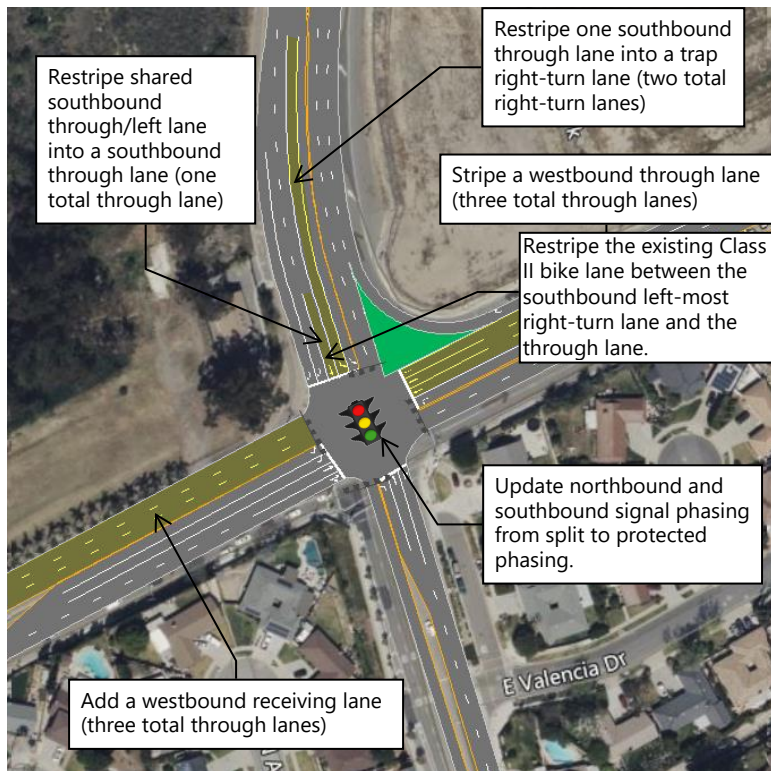 Restripe one southbound
through lane into a trap
right-turn lane (two total
right-turn lanes)
Restripe shared
southbound
through/left lane
into a southbound
through lane (one
total through lane)
Stripe a westbound through lane
(three total through lanes)
Restripe the existing Class
II bike lane between the
southbound left-most
right-turn lane and the
through lane.
Update northbound and
southbound signal phasing
from split to protected
phasing.
E Valencia Dr
Add a westbound receiving lane
(three total through lanes)